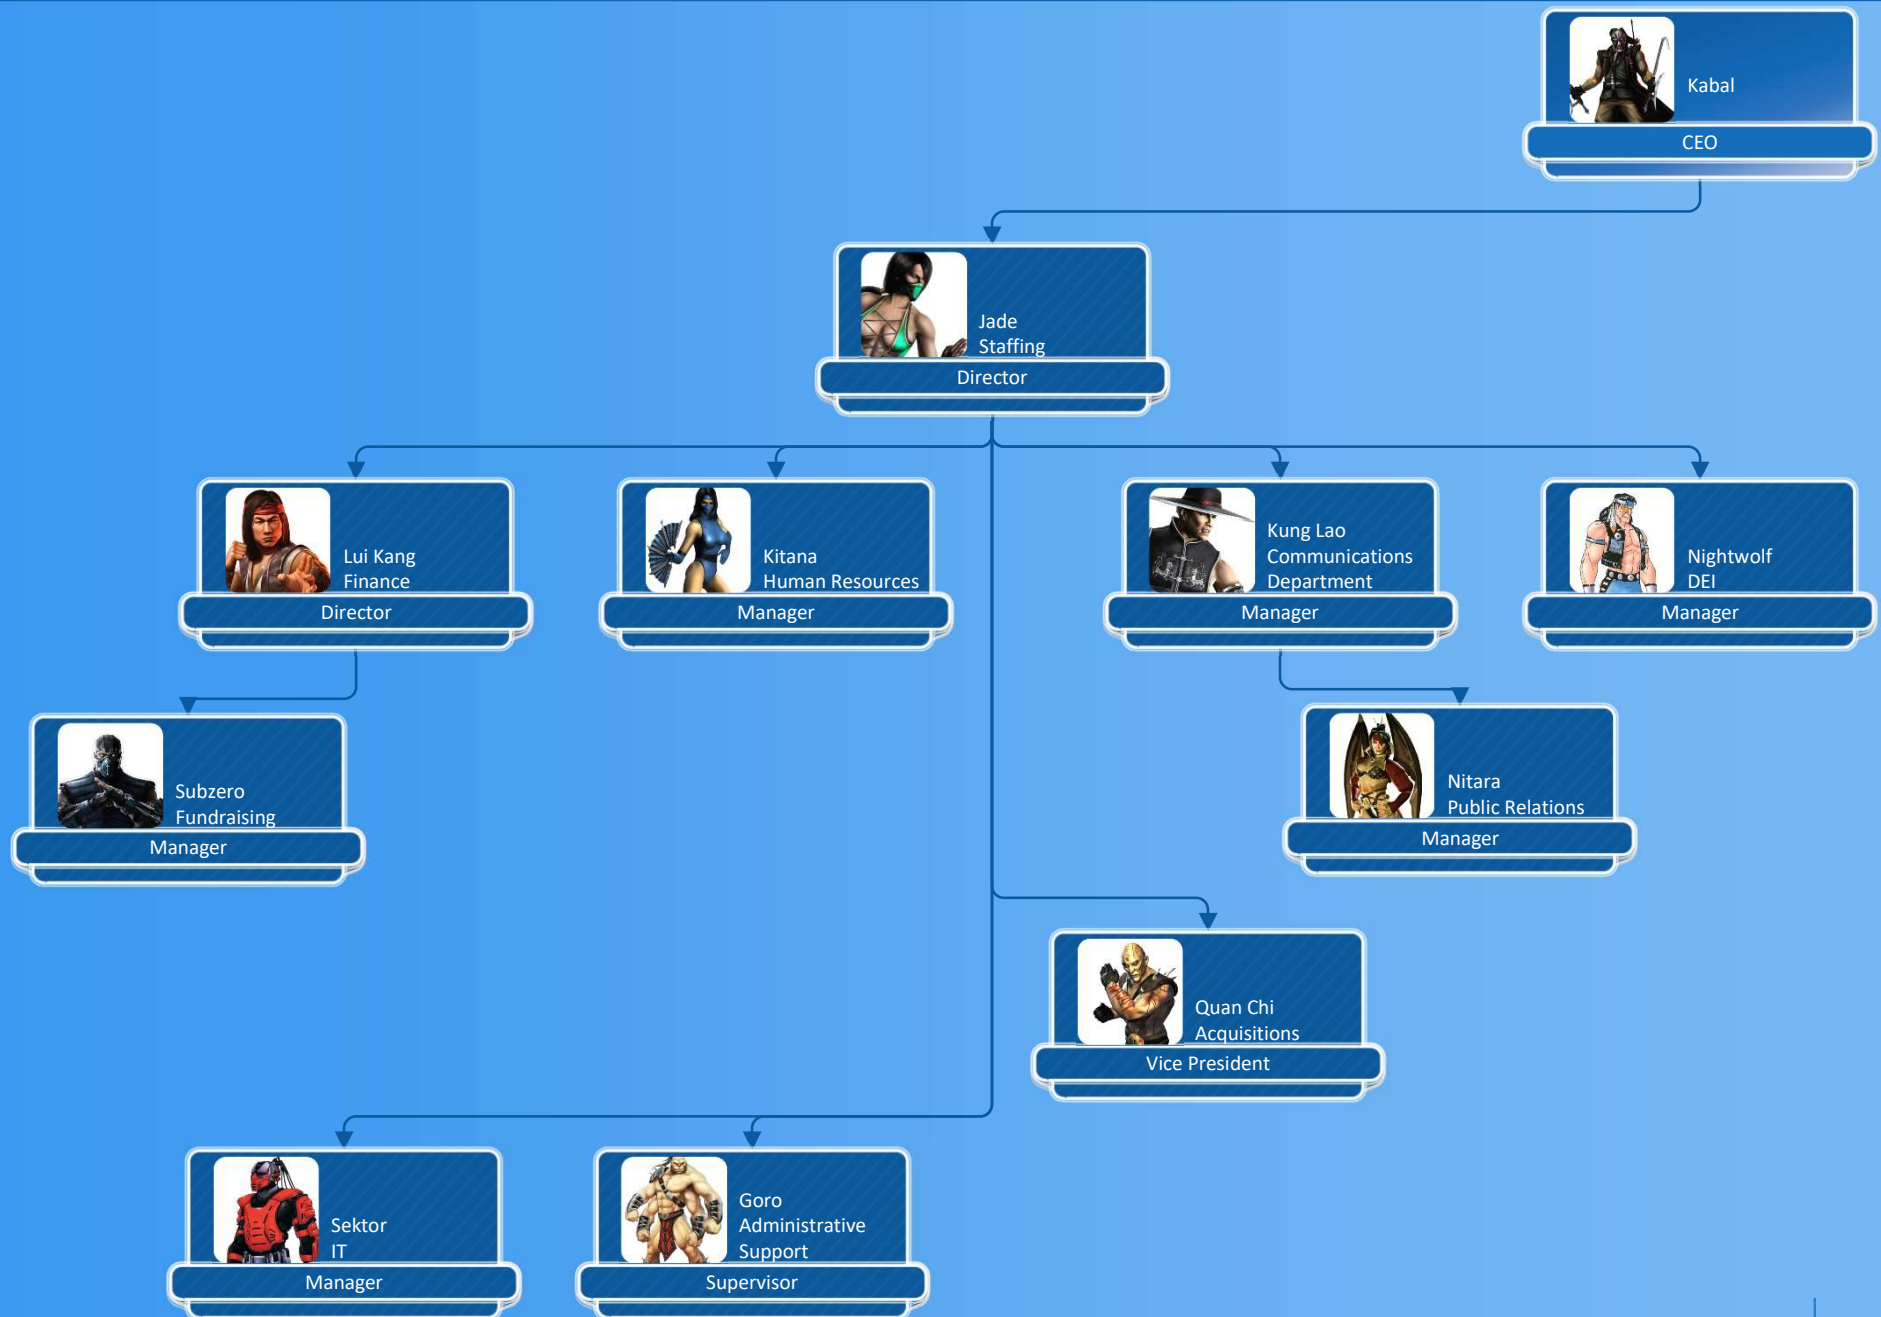 Kabal
CEO
Jade
Staffing
Director
Lui Kang
Finance
Director
Kitana
Human Resources
Manager
Kung Lao
Communications
Department
Manager
Nightwolf
DEI
Manager
Subzero
Fundraising
Manager
Nitara
Public Relations
Manager
Quan Chi
Acquisitions
Vice President
Sektor
IT
Manager
Goro
Administrative
Support
Supervisor